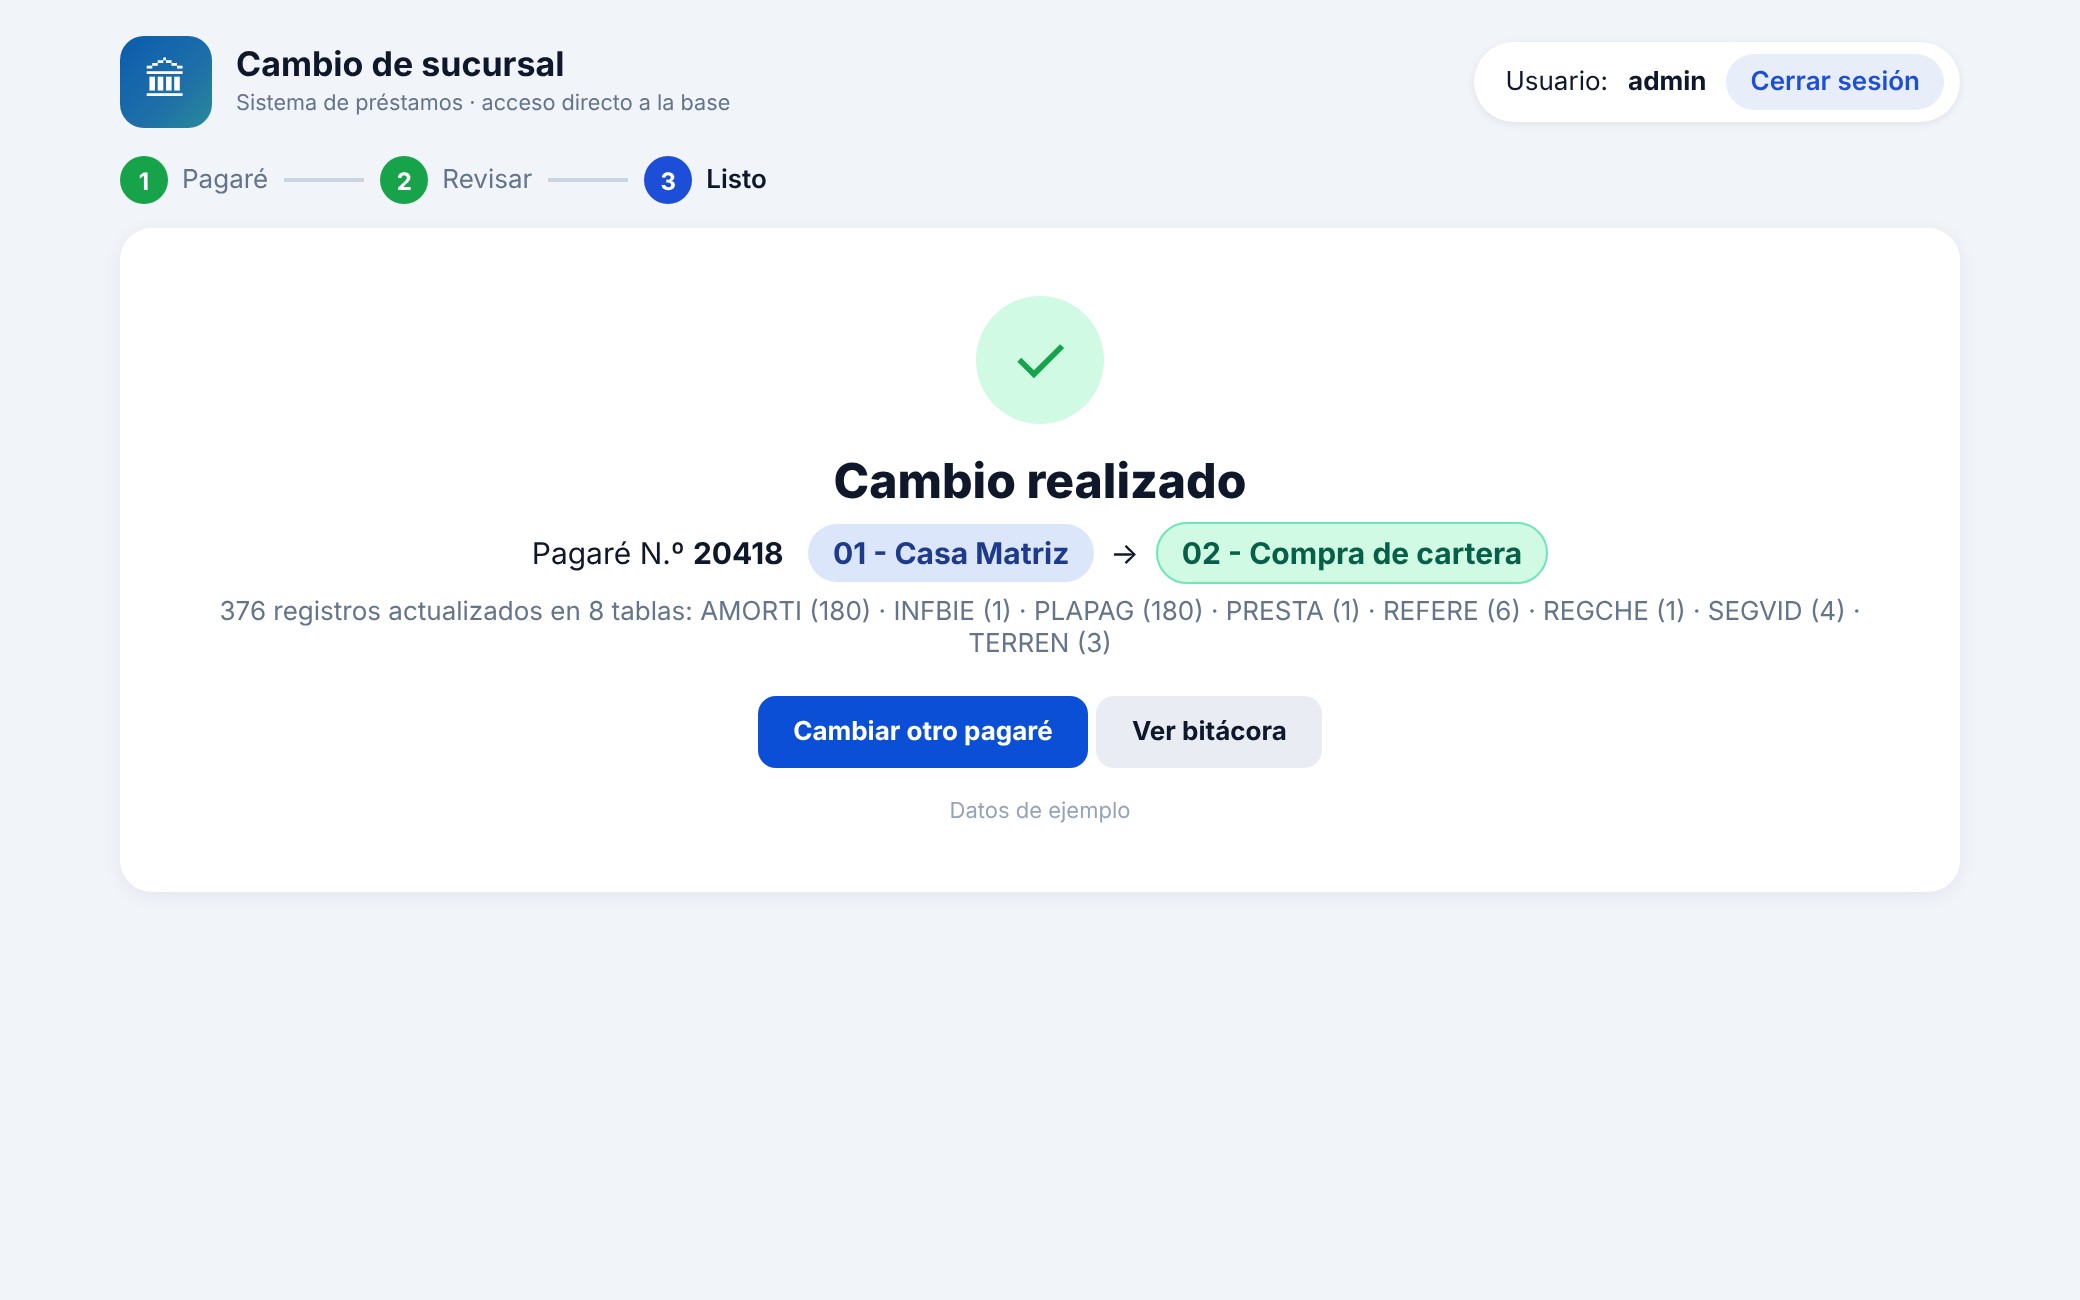 Cambio de sucursal
Sistema de préstamos · acceso directo a la base
Usuario: admin Cerrar sesión
1 Pagaré 2 Revisar 3 Listo
Cambio realizado
Pagaré N.º 20418 01 - Casa Matriz → 02 - Compra de cartera
376 registros actualizados en 8 tablas: AMORTI (180) · INFBIE (1) · PLAPAG (180) · PRESTA (1) · REFERE (6) · REGCHE (1) · SEGVID (4) ·
TERREN (3)
Cambiar otro pagaré Ver bitácora
Datos de ejemplo